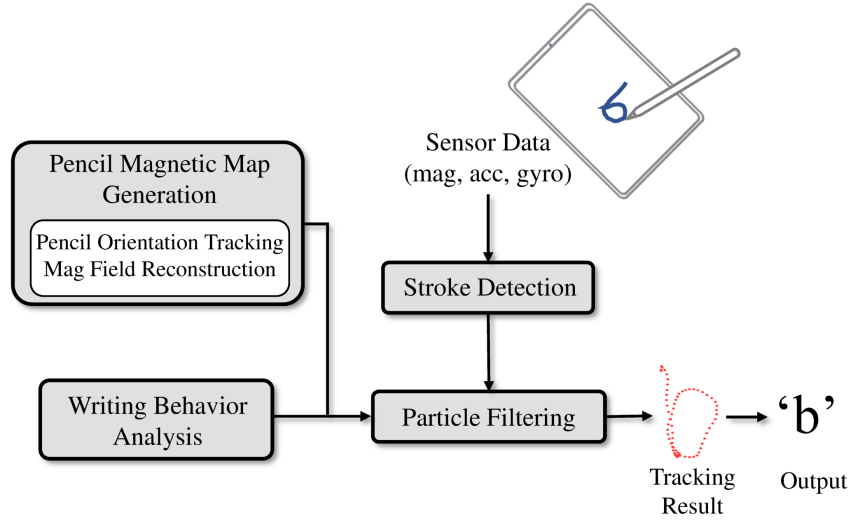 Sensor Data
(mag, acc, gyro)
Pencil Magnetic Map
Generation
Pencil Orientation Tracking
Mag Field Reconstruction
Stroke Detection
Writing Behavior
Analysis
Particle Filtering
Tracking
Result
‘b’
Output
6